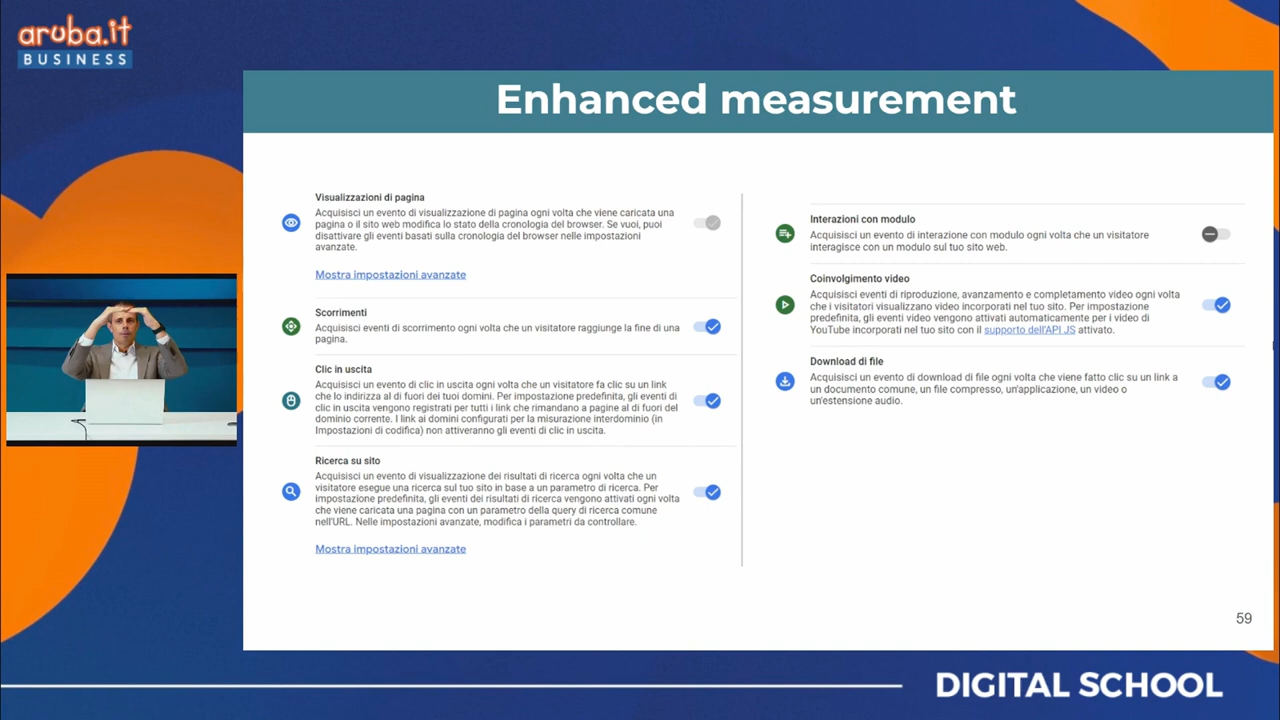 aruba.it
BUSINESS
Enhanced measurement
Visualizzazioni di pagina
Acquisisci un evento di visualizzazione di pagina ogni volta che viene caricata una
pagina o il sito web modifica lo stato della cronologia del browser. Se vuoi, puoi
disattivare gli eventi basati sulla cronologia del browser nelle impostazioni
avanzate.
Mostra impostazioni avanzate
Scorrimenti
Acquisisci eventi di scorrimento ogni volta che un visitatore raggiunge la fine di una
pagina.
Clic in uscita
Acquisisci un evento di clic in uscita ogni volta che un visitatore fa clic su un link
che lo indirizza al di fuori dei tuoi domini. Per impostazione predefinita, gli eventi di
clic in uscita vengono registrati per tutti i link che rimandano a pagine al di fuori del
dominio corrente. I link ai domini configurati per la misurazione interdominio (in
Impostazioni di codifica) non attiveranno gli eventi di clic in uscita.
Ricerca su sito
Acquisisci un evento di visualizzazione dei risultati di ricerca ogni volta che un
visitatore esegue una ricerca sul tuo sito in base a un parametro di ricerca. Per
impostazione predefinita, gli eventi dei risultati di ricerca vengono attivati ogni volta
che viene caricata una pagina con un parametro della query di ricerca comune
nell'URL. Nelle impostazioni avanzate, modifica i parametri da controllare.
Mostra impostazioni avanzate
Interazioni con modulo
Acquisisci un evento di interazione con modulo ogni volta che un visitatore
interagisce con un modulo sul tuo sito web.
Coinvolgimento video
Acquisisci eventi di riproduzione, avanzamento e completamento video ogni volta
che i visitatori visualizzano video incorporati nel tuo sito. Per impostazione
predefinita, gli eventi video vengono attivati automaticamente per i video di
YouTube incorporati nel tuo sito con il supporto dell'API JS attivato.
Download di file
Acquisisci un evento di download di file ogni volta che viene fatto clic su un link a
un documento comune, un file compresso, un'applicazione, un video o
un'estensione audio.
59
DIGITAL SCHOOL